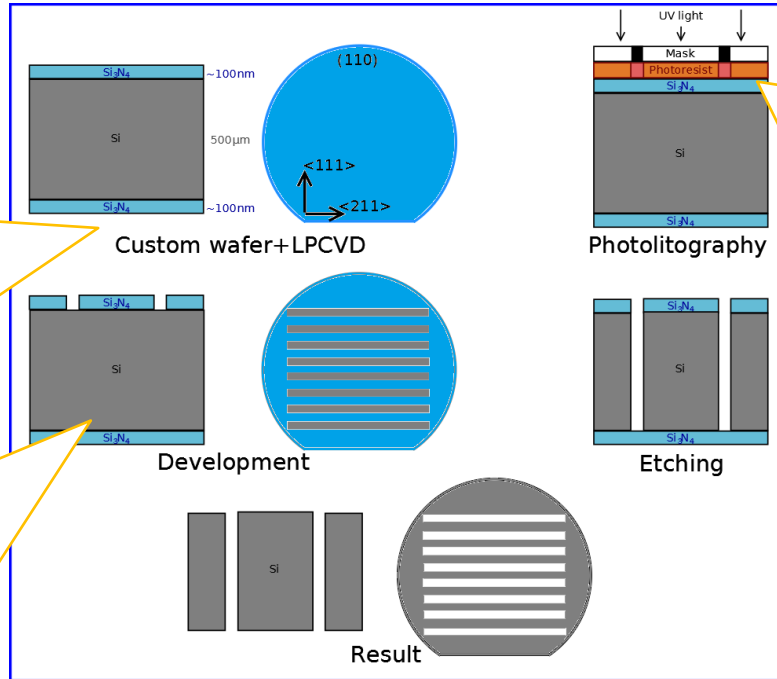 UV light
Mask
Photoresist
Si₃N₄
Si
Si₃N₄
Photolitography
Si₃N₄
~100nm
Si
500μm
Si₃N₄
~100nm
(110)
<111>
<211>
Custom wafer+LPCVD
Si₃N₄
Si
Si₃N₄
Development
Si₃N₄
Si
Si₃N₄
Etching
Si
Result